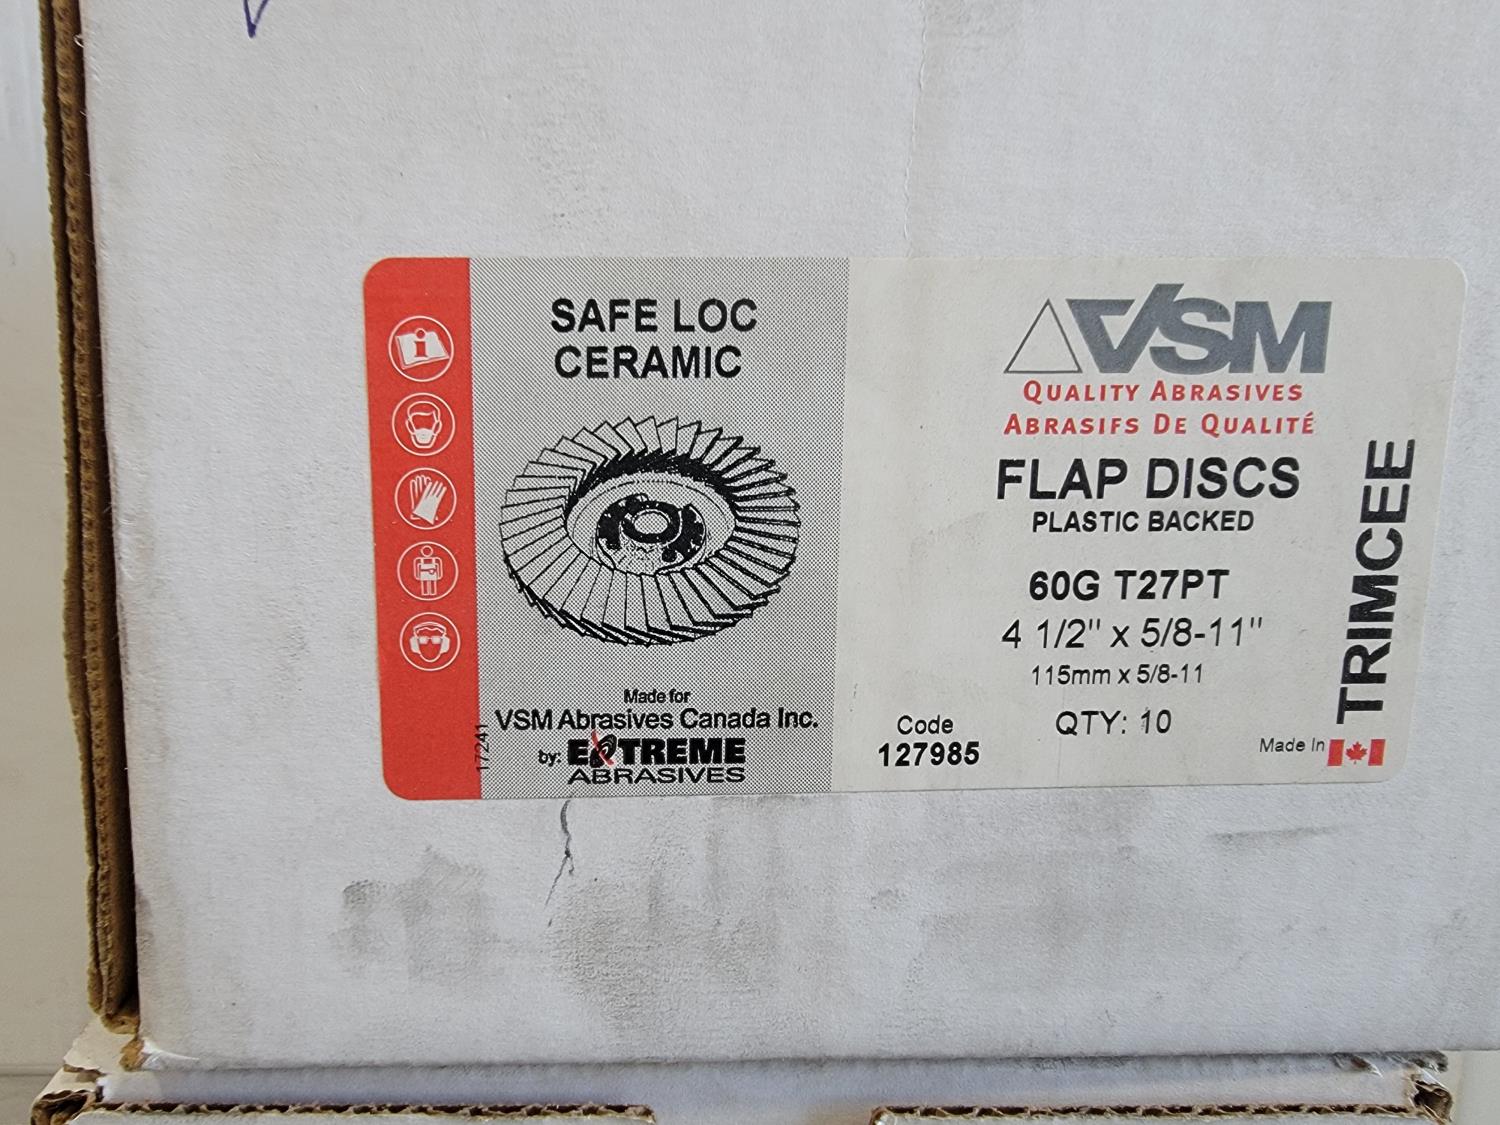 SAFE LOC
CERAMIC
Made for
VSM Abrasives Canada Inc.
by: EXTREME
ABRASIVES
17241
VSM
QUALITY ABRASIVES
ABRASIFS DE QUALITÉ
FLAP DISCS
PLASTIC BACKED
60G T27PT
4 1/2" x 5/8-11"
115mm x 5/8-11
QTY: 10
Code
127985
TRIMCEE
Made In